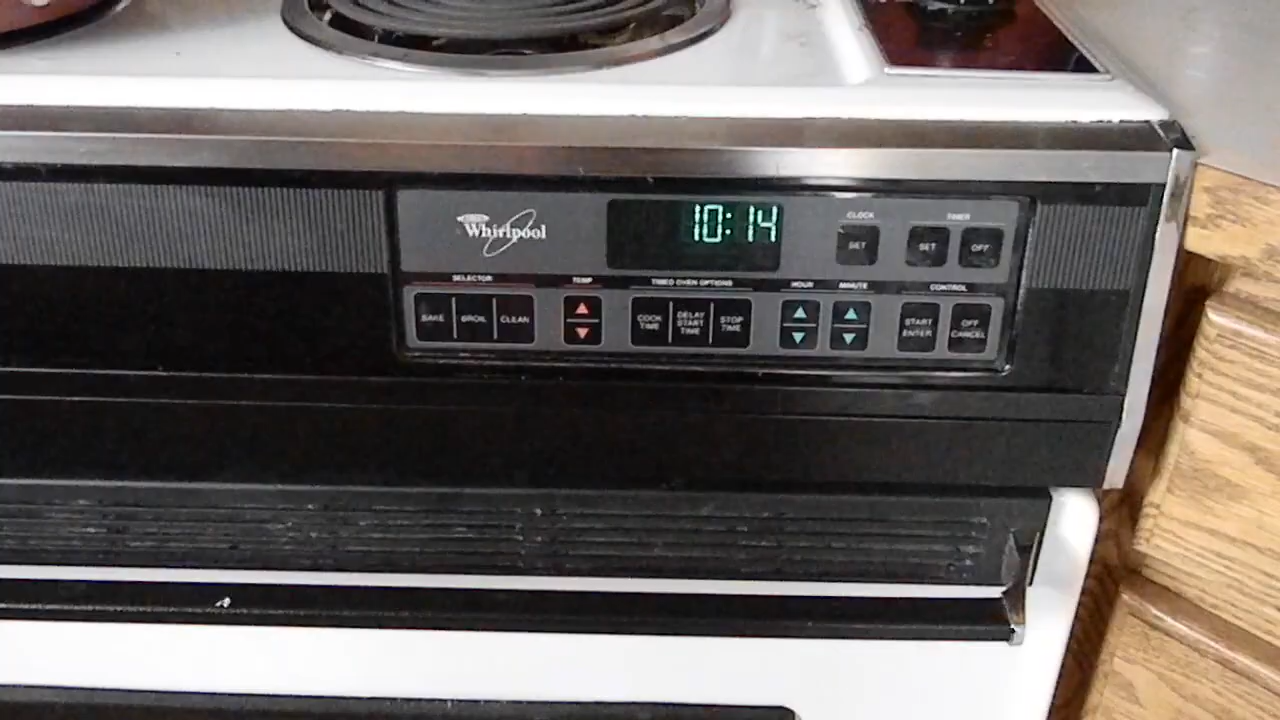 Whirlpool
10:14
CLOCK
TIMER
SET
SET
OFF
SELECTOR
TEMP
TIMED OVEN OPTIONS
HOUR
MINUTE
CONTROL
BAKE
BROIL
CLEAN
COOK
TIME
DELAY
START
TIME
STOP
TIME
START
ENTER
OFF
CANCEL